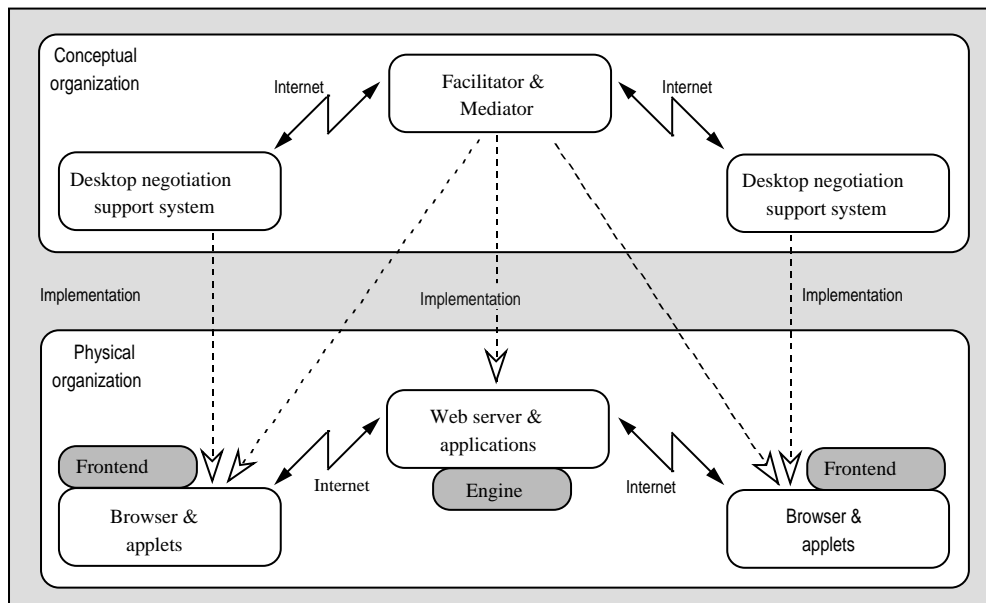 Conceptual
organization
Internet
Facilitator &
Mediator
Internet
Desktop negotiation
support system
Desktop negotiation
support system
Implementation
Implementation
Implementation
Physical
organization
Web server &
applications
Frontend
Internet
Engine
Internet
Frontend
Browser &
applets
Browser &
applets